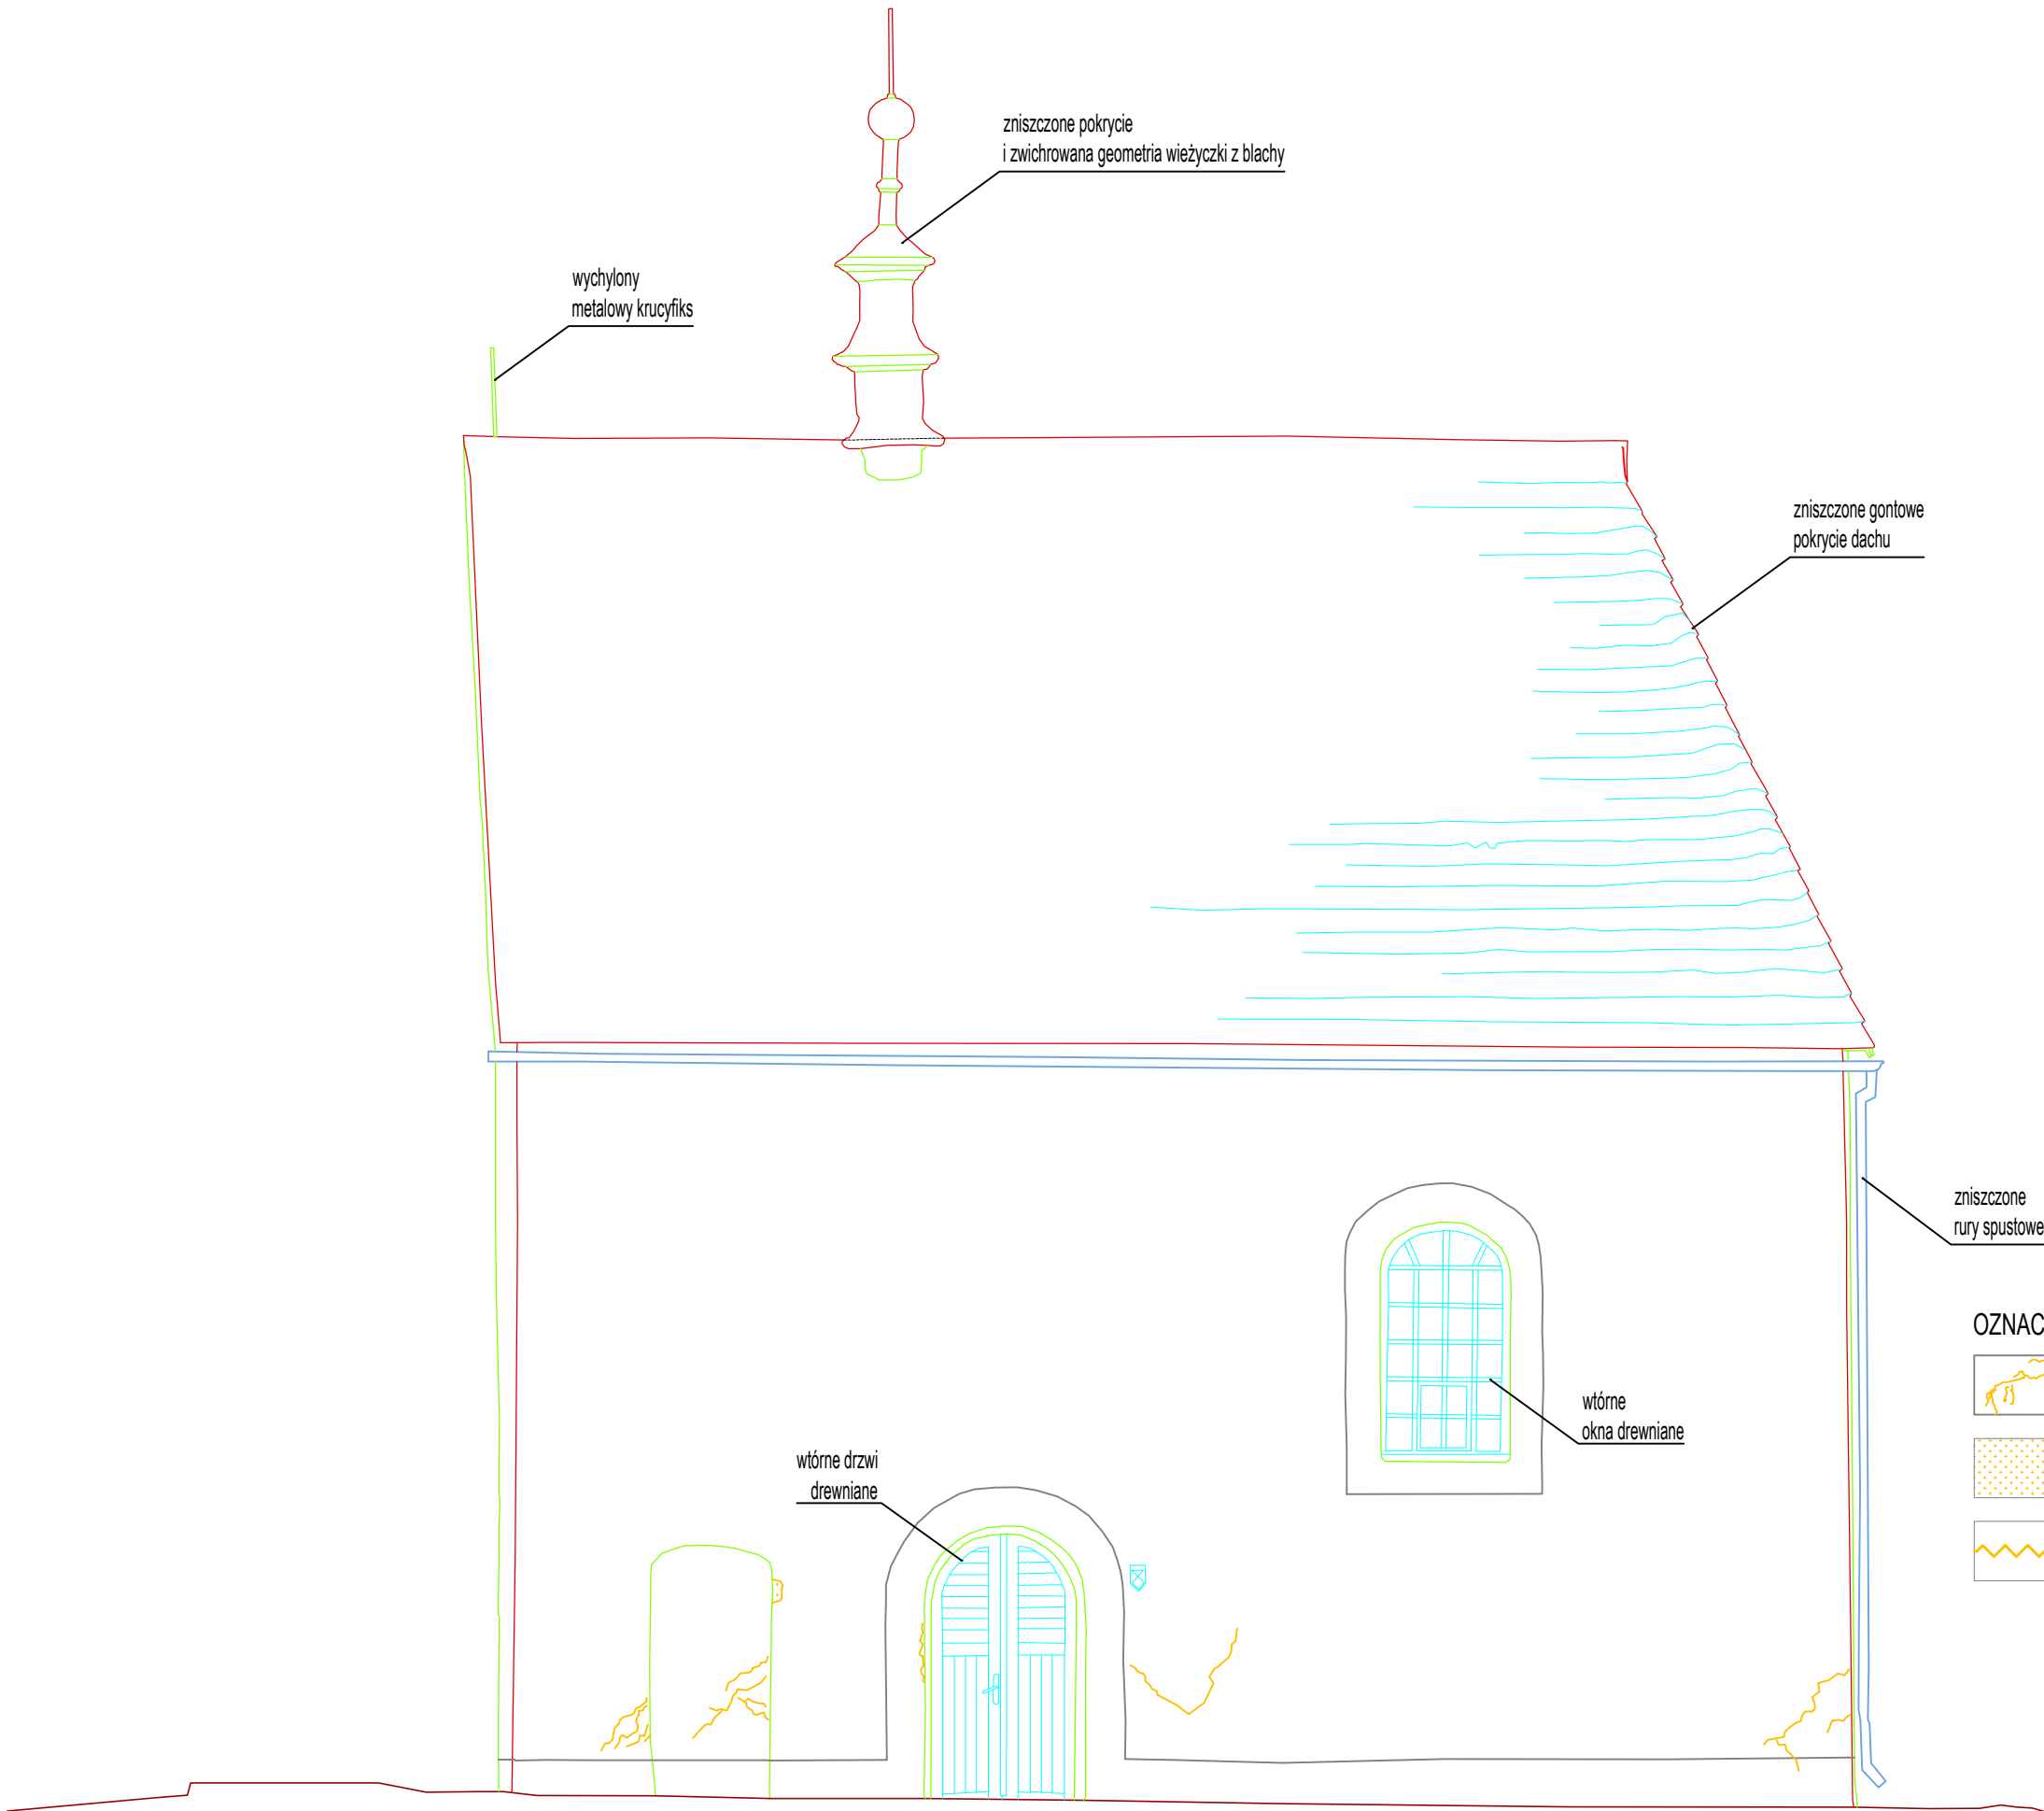 zniszczone pokrycie
i zwichrowana geometria wieżyczki z blachy
wychylony
metalowy krucyfiks
zniszczone gontowe
pokrycie dachu
zniszczone
rury spustowe
OZNAC
wtórne
okna drewniane
wtórne drzwi
drewniane